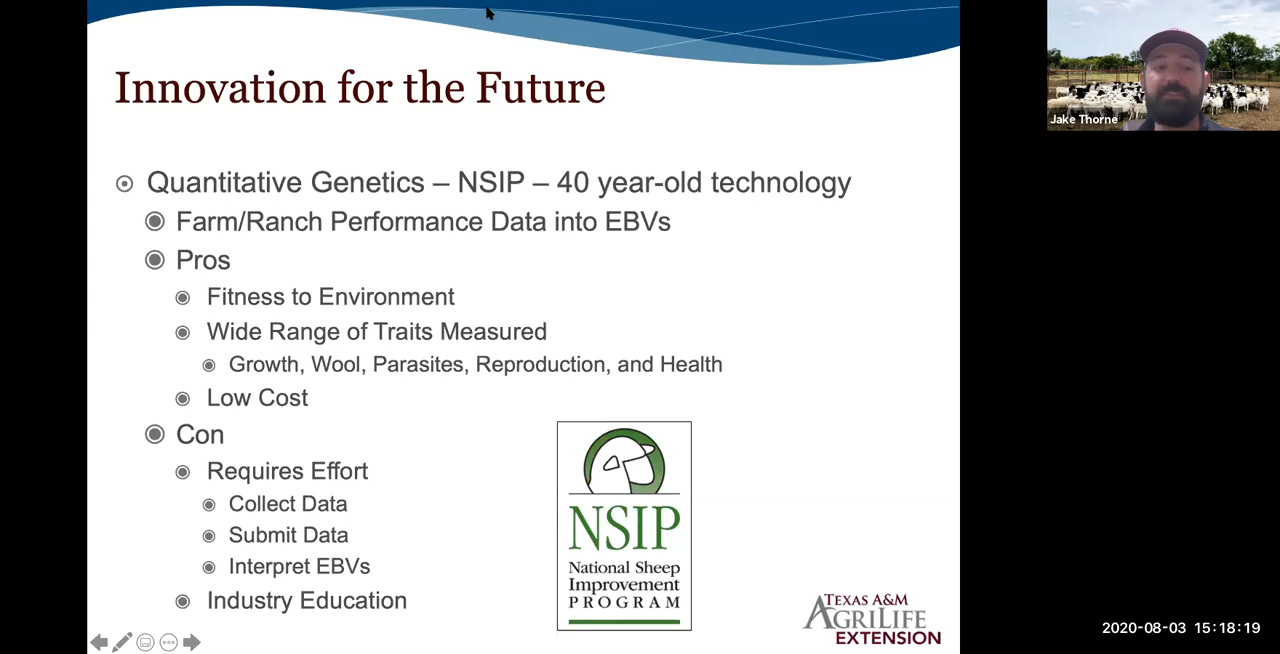 Innovation for the Future
Quantitative Genetics – NSIP – 40 year-old technology
Farm/Ranch Performance Data into EBVs
Pros
Fitness to Environment
Wide Range of Traits Measured
Growth, Wool, Parasites, Reproduction, and Health
Low Cost
Con
Requires Effort
Collect Data
Submit Data
Interpret EBVs
Industry Education
NSIP
National Sheep
Improvement
PROGRAM
TEXAS A&M
AGRILIFE
EXTENSION
Jake Thorne
2020-08-03 15:18:19